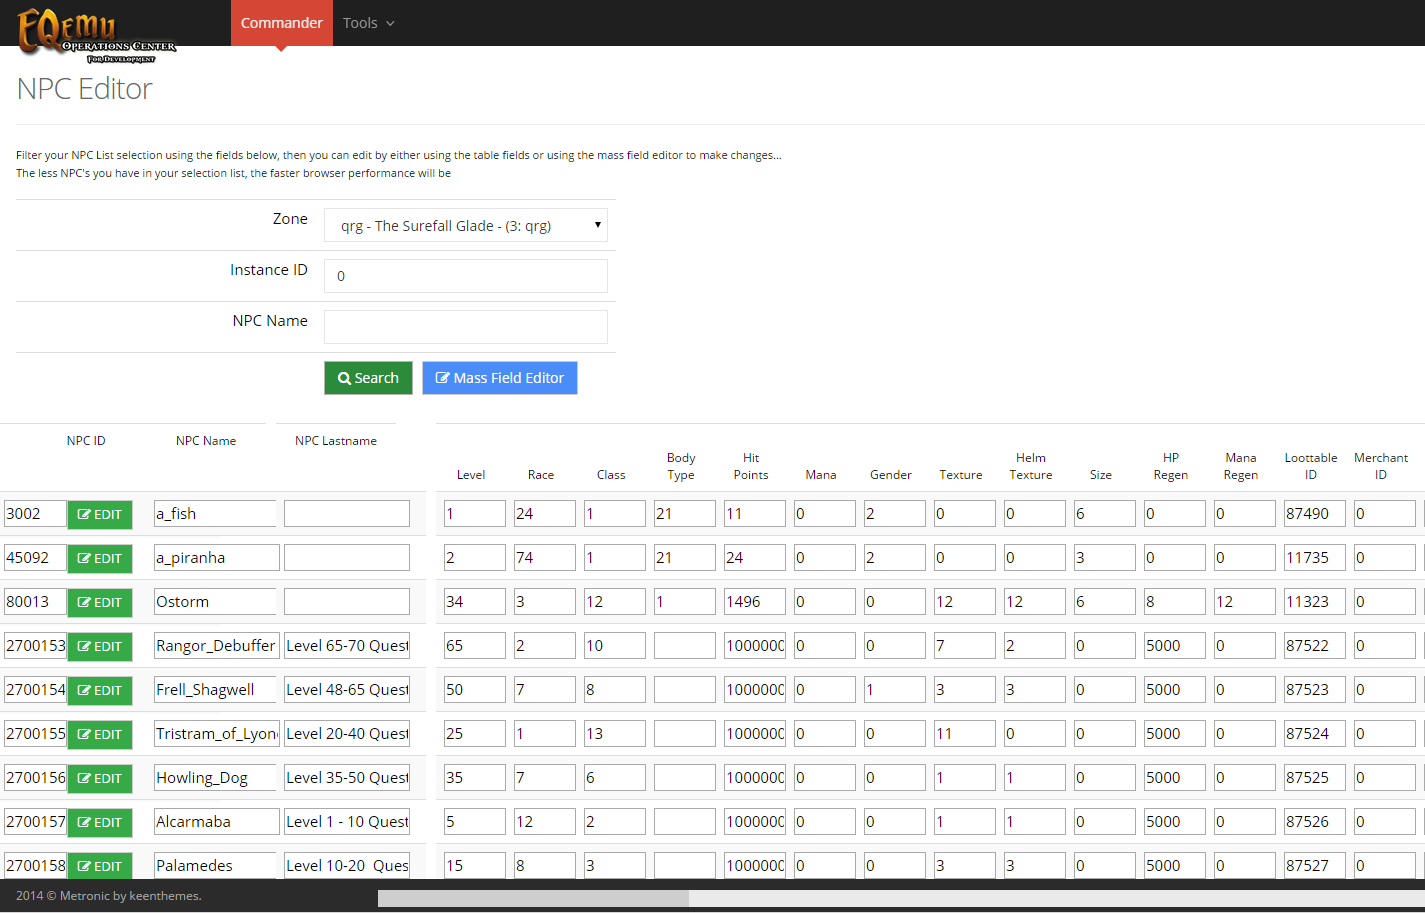 EQEmu
Operations Center
For Development
Commander
Tools
NPC Editor
Filter your NPC List selection using the fields below, then you can edit by either using the table fields or using the mass field editor to make changes...
The less NPC's you have in your selection list, the faster browser performance will be
Zone
qrg - The Surefall Glade - (3: qrg)
Instance ID
0
NPC Name
Search
Mass Field Editor
NPC ID NPC Name NPC Lastname
Body Hit Helm HP Mana Loottable Merchant
Level Race Class Type Points Mana Gender Texture Texture Size Regen Regen ID ID
3002 EDIT a_fish 1 24 1 21 11 0 2 0 0 6 0 0 87490 0
45092 EDIT a_piranha 2 74 1 21 24 0 2 0 0 3 0 0 11735 0
80013 EDIT Ostorm 34 3 12 1 1496 0 0 12 12 6 8 12 11323 0
2700153 EDIT Rangor_Debuffer Level 65-70 Quest 65 2 10 1000000 0 0 7 2 0 5000 0 87522 0
2700154 EDIT Frell_Shagwell Level 48-65 Quest 50 7 8 1000000 0 1 3 3 0 5000 0 87523 0
2700155 EDIT Tristram_of_Lyon Level 20-40 Quest 25 1 13 1000000 0 0 11 0 0 5000 0 87524 0
2700156 EDIT Howling_Dog Level 35-50 Quest 35 7 6 1000000 0 0 1 1 0 5000 0 87525 0
2700157 EDIT Alcarmaba Level 1 - 10 Quest 5 12 2 1000000 0 0 1 1 0 5000 0 87526 0
2700158 EDIT Palamedes Level 10-20 Ques 15 8 3 1000000 0 0 3 3 0 5000 0 87527 0
2014 © Metronic by keenthemes.